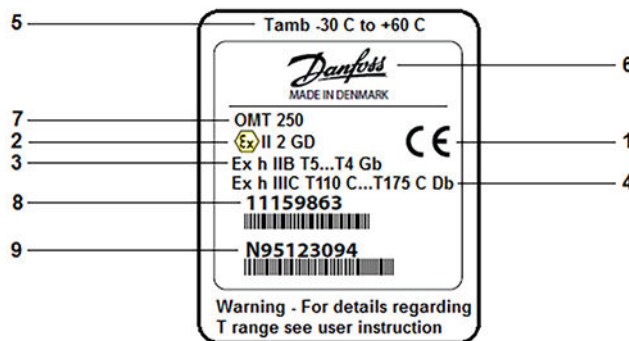 5 Tamb -30 C to +60 C
Danfoss 6
MADE IN DENMARK
7 OMT 250
2 Ex II 2 GD CE 1
3 Ex h IIB T5...T4 Gb
Ex h IIIC T110 C...T175 C Db 4
8 11159863
9 N95123094
Warning - For details regarding
T range see user instruction